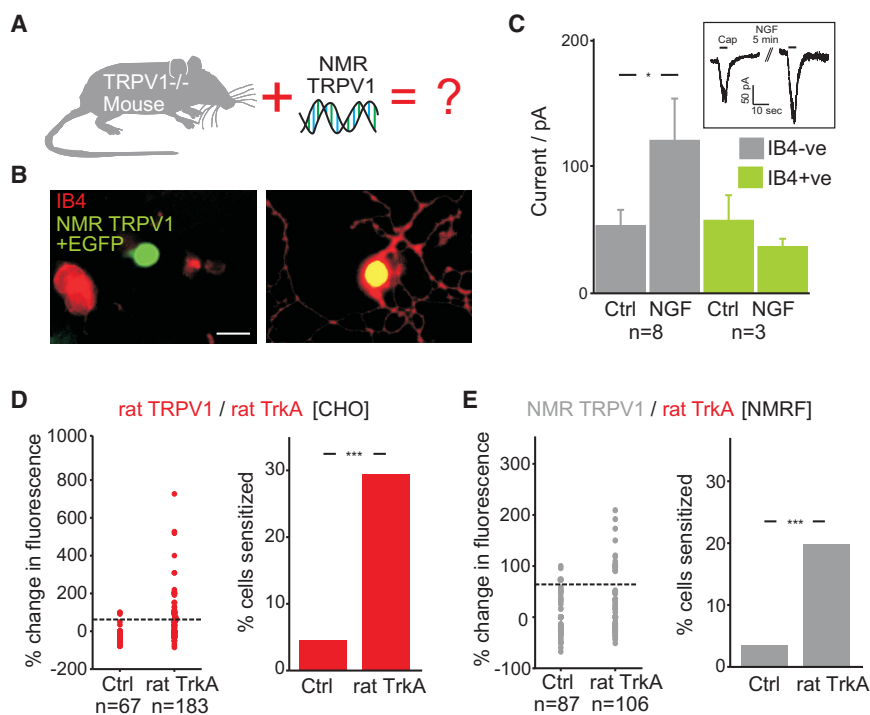 A
TRPV1-/-
Mouse
+
NMR
TRPV1
= ?
B
IB4
NMR TRPV1
+EGFP
C
Current / pA
200
100
0
*
Cap
NGF
5 min
//
50 pA
10 sec
IB4-ve
IB4+ve
Ctrl NGF Ctrl NGF
n=8 n=3
D
rat TRPV1 / rat TrkA [CHO]
% change in fluorescence
1000
800
600
400
200
0
-200
Ctrl rat TrkA
n=67 n=183
% cells sensitized
30
20
10
0
***
Ctrl rat TrkA
E
NMR TRPV1 / rat TrkA [NMRF]
% change in fluorescence
300
200
100
0
-100
Ctrl rat TrkA
n=87 n=106
% cells sensitized
30
20
10
0
***
Ctrl rat TrkA